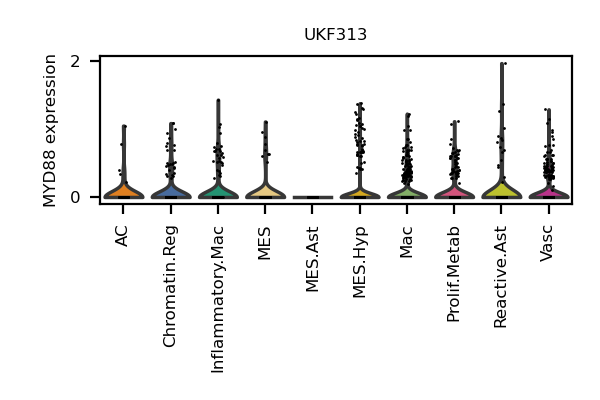 UKF313
MYD88 expression
2
0
AC
Chromatin.Reg
Inflammatory.Mac
MES
MES.Ast
MES.Hyp
Mac
Prolif.Metab
Reactive.Ast
Vasc